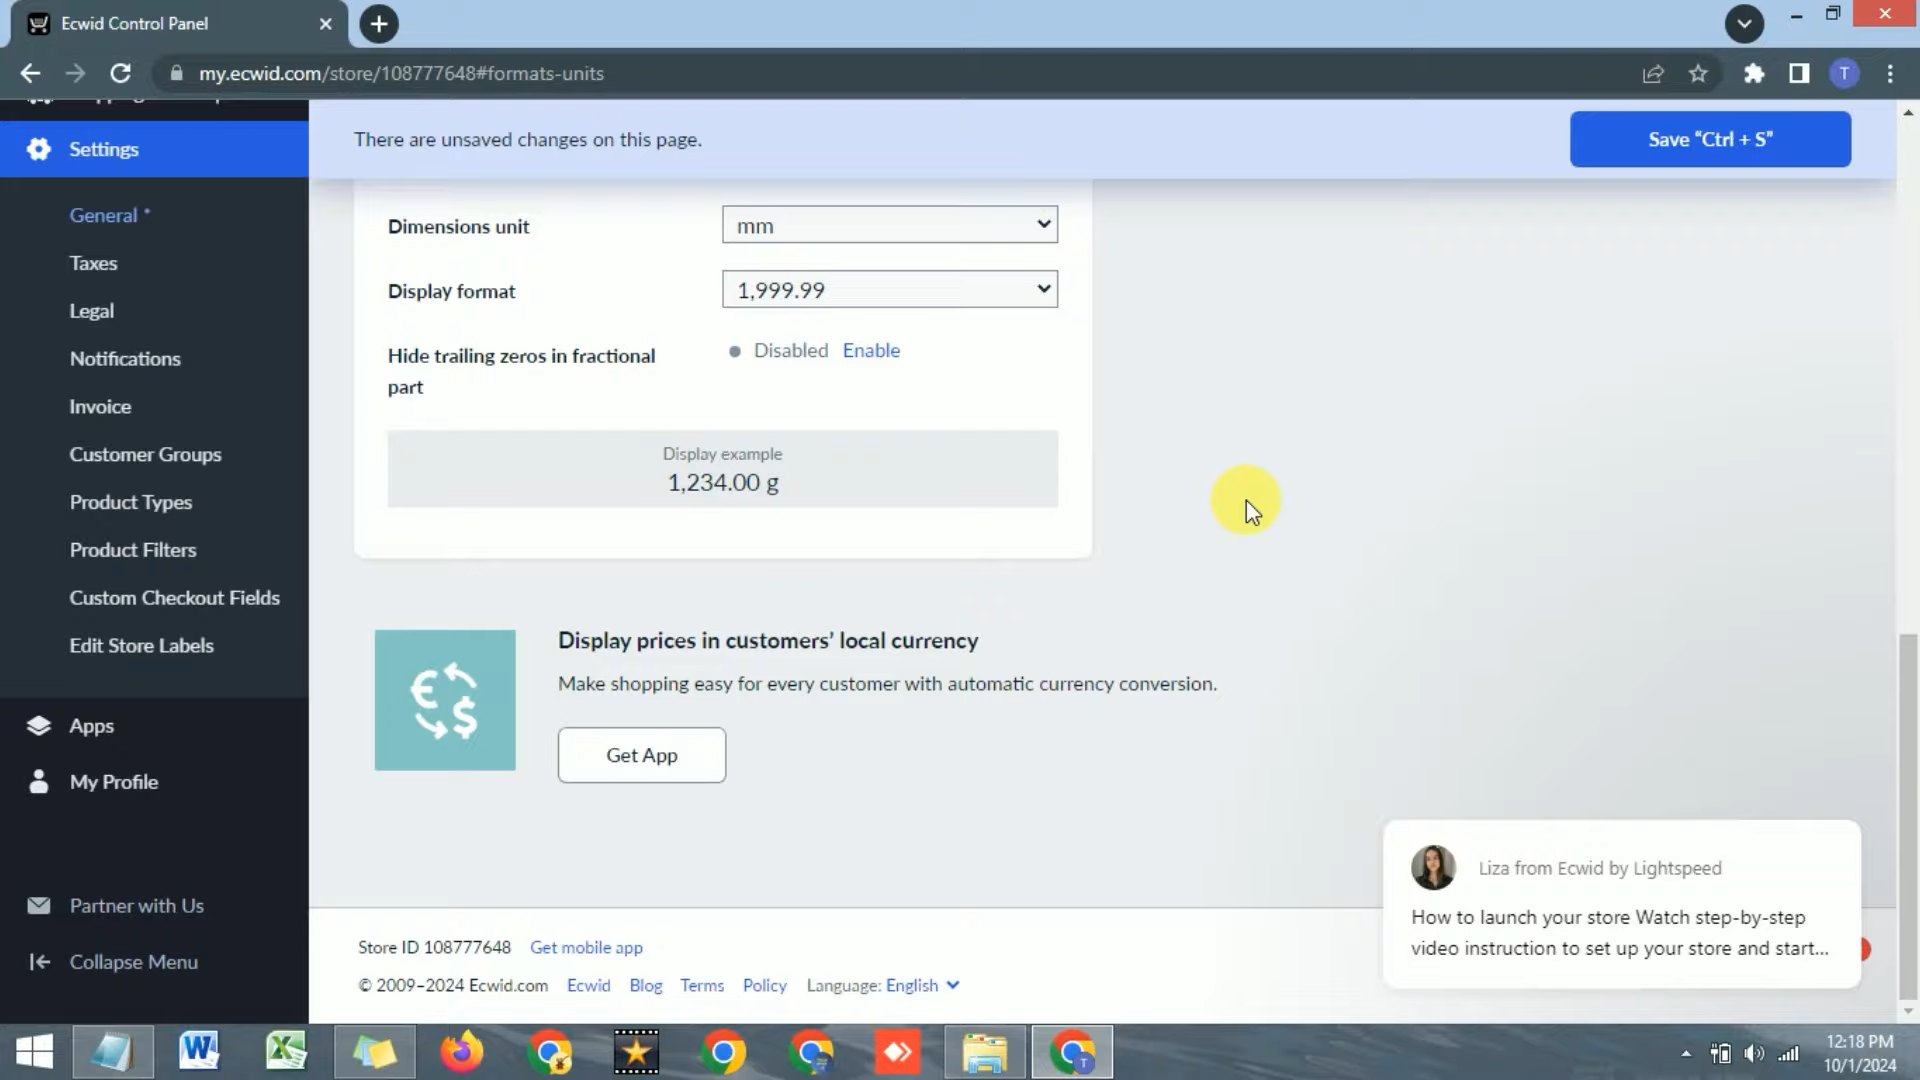 Ecwid Control Panel
my.ecwid.com/store/108777648#formats-units
T
Settings
General *
Taxes
Legal
Notifications
Invoice
Customer Groups
Product Types
Product Filters
Custom Checkout Fields
Edit Store Labels
Apps
My Profile
Partner with Us
Collapse Menu
There are unsaved changes on this page.
Save “Ctrl + S”
Dimensions unit
mm
Display format
1,999.99
Hide trailing zeros in fractional
part
Disabled Enable
Display example
1,234.00 g
Display prices in customers’ local currency
Make shopping easy for every customer with automatic currency conversion.
Get App
Liza from Ecwid by Lightspeed
How to launch your store Watch step-by-step
video instruction to set up your store and start...
Store ID 108777648 Get mobile app
© 2009–2024 Ecwid.com Ecwid Blog Terms Policy Language: English
12:18 PM
10/1/2024